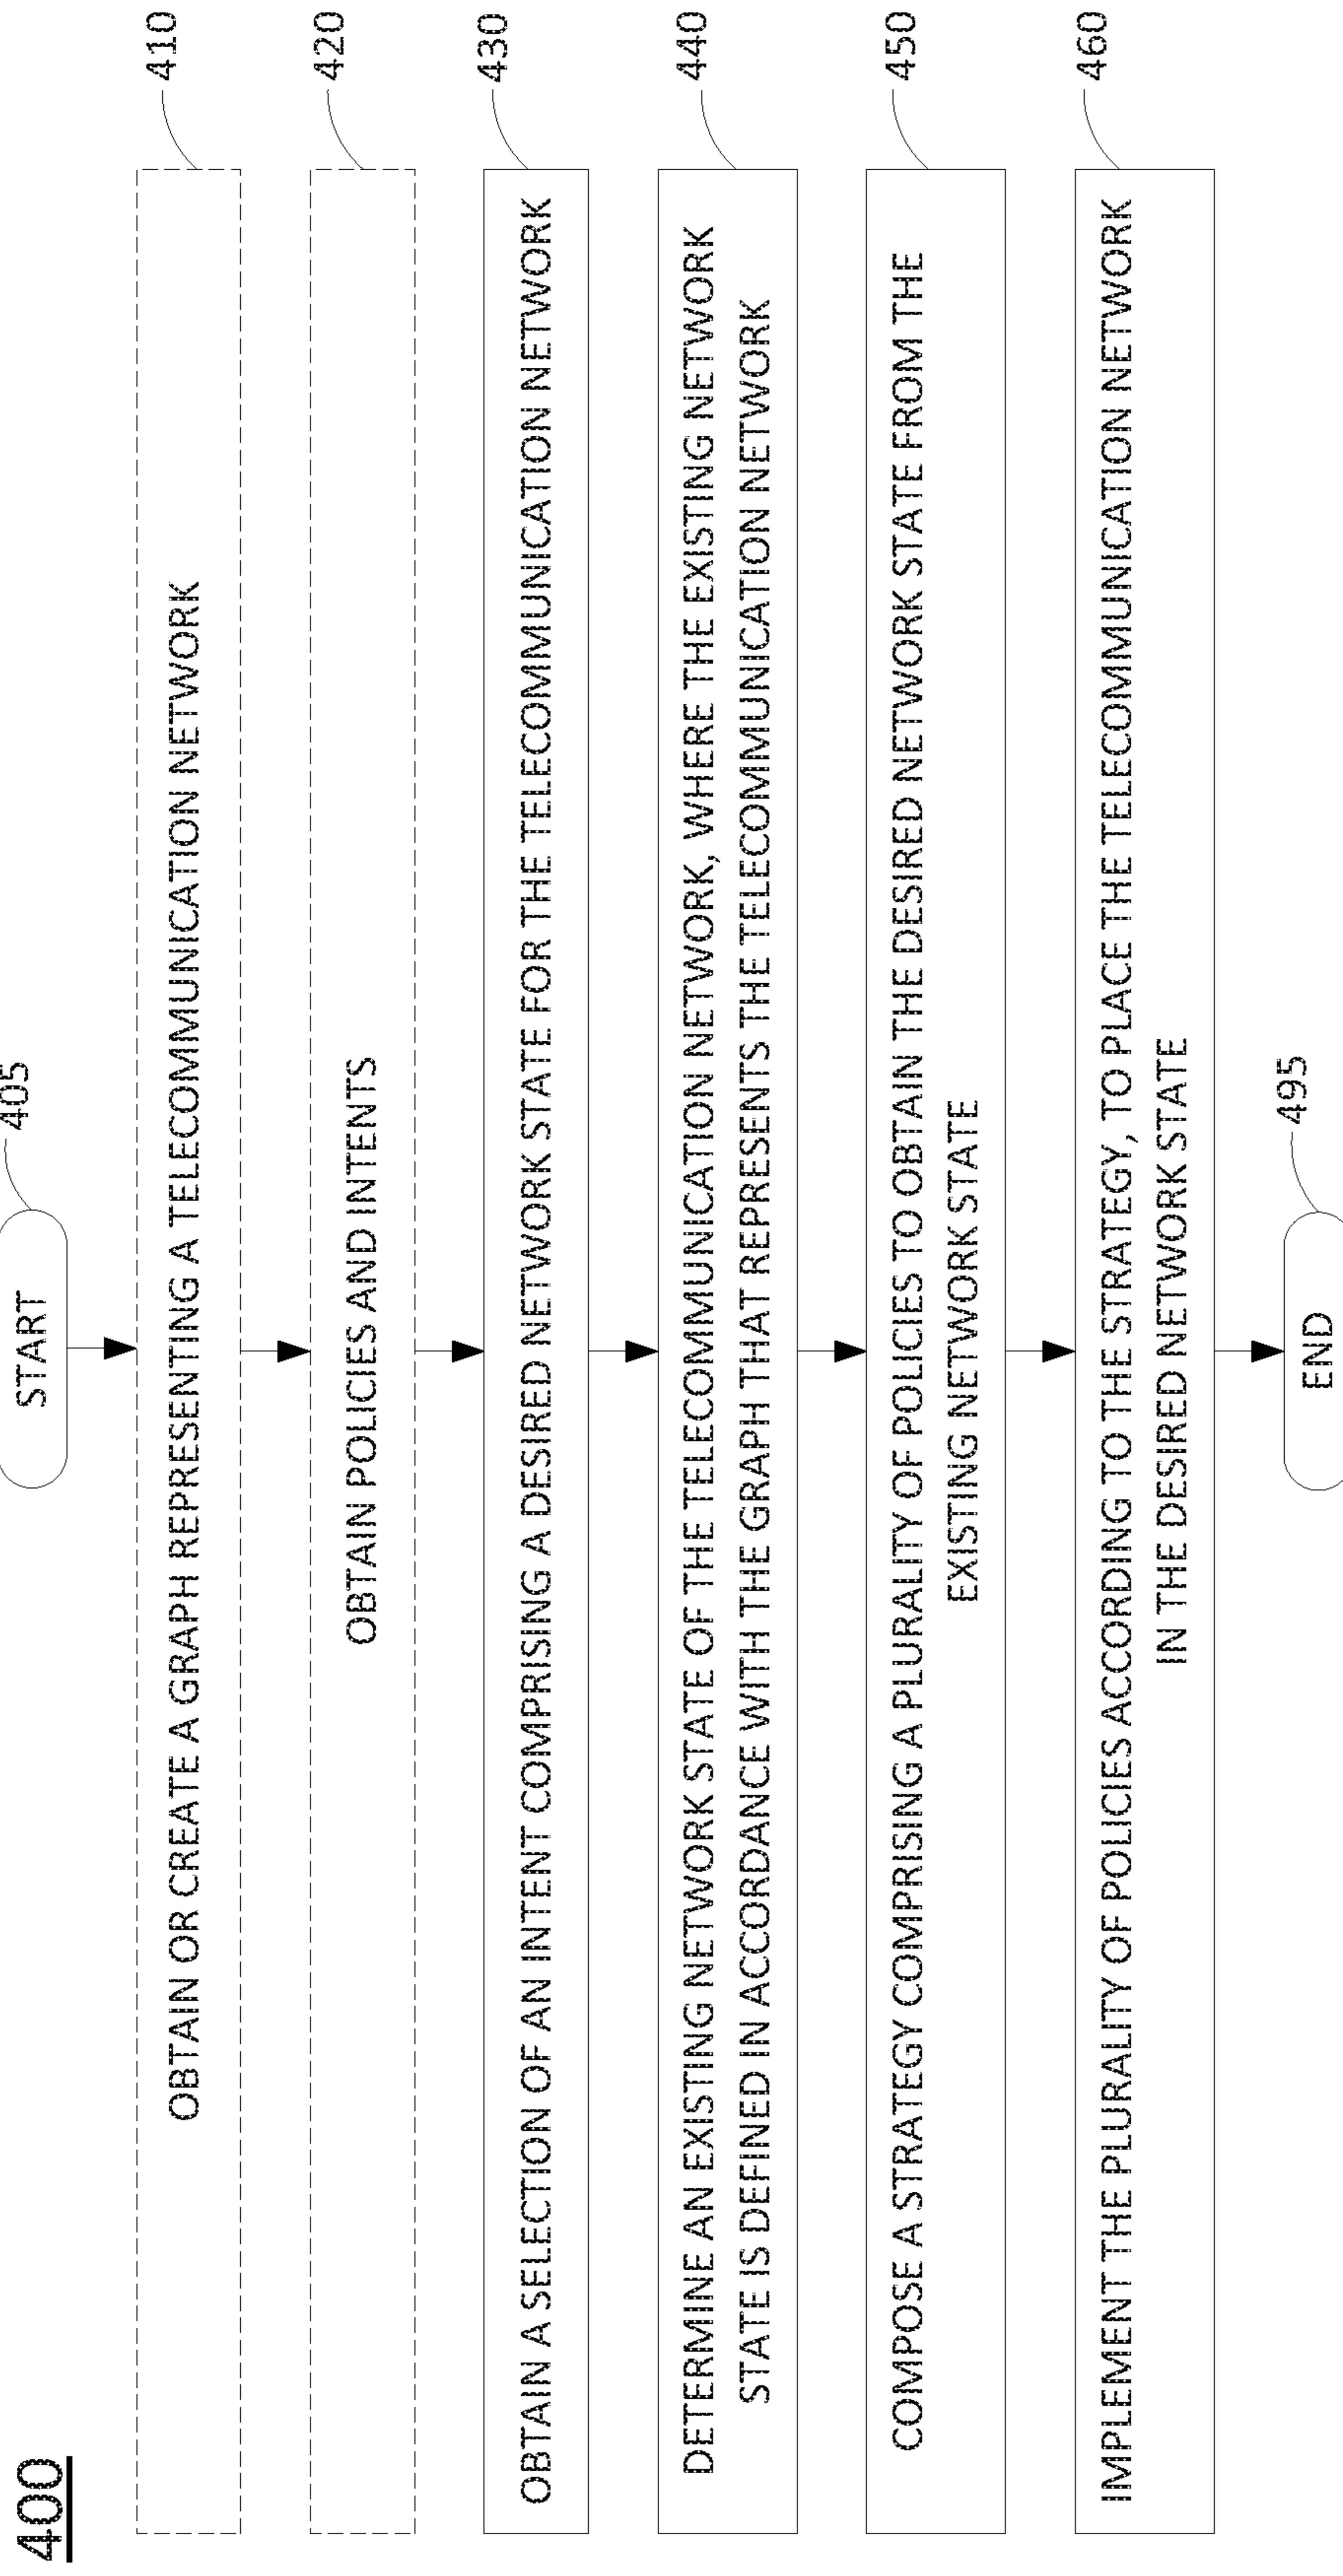 400
START
405
OBTAIN OR CREATE A GRAPH REPRESENTING A TELECOMMUNICATION NETWORK
410
OBTAIN POLICIES AND INTENTS
420
OBTAIN A SELECTION OF AN INTENT COMPRISING A DESIRED NETWORK STATE FOR THE TELECOMMUNICATION NETWORK
430
DETERMINE AN EXISTING NETWORK STATE OF THE TELECOMMUNICATION NETWORK, WHERE THE EXISTING NETWORK
STATE IS DEFINED IN ACCORDANCE WITH THE GRAPH THAT REPRESENTS THE TELECOMMUNICATION NETWORK
440
COMPOSE A STRATEGY COMPRISING A PLURALITY OF POLICIES TO OBTAIN THE DESIRED NETWORK STATE FROM THE
EXISTING NETWORK STATE
450
IMPLEMENT THE PLURALITY OF POLICIES ACCORDING TO THE STRATEGY, TO PLACE THE TELECOMMUNICATION NETWORK
IN THE DESIRED NETWORK STATE
460
END
495